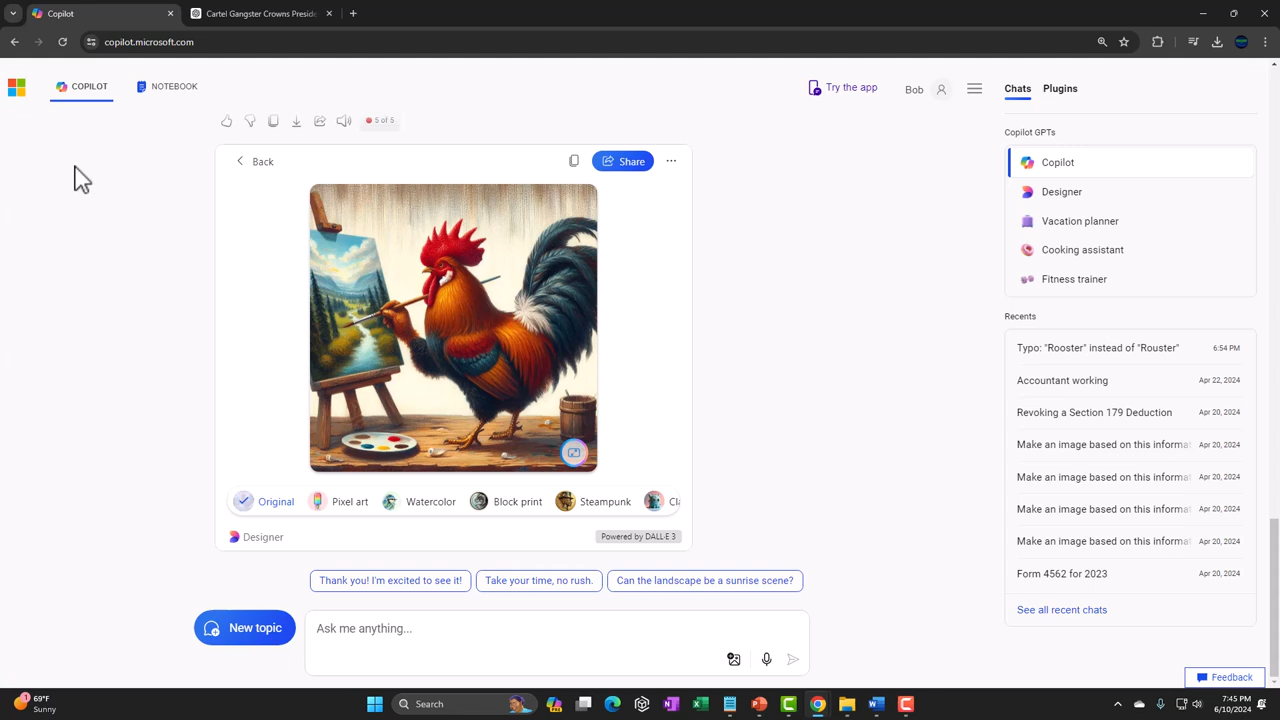 Copilot
Cartel Gangster Crowns Preside
copilot.microsoft.com
COPILOT
NOTEBOOK
Try the app
Bob
Chats
Plugins
5 of 5
Back
Share
Copilot GPTs
Copilot
Designer
Vacation planner
Cooking assistant
Fitness trainer
Recents
Typo: "Rooster" instead of "Rouster"
6:54 PM
Accountant working
Apr 22, 2024
Revoking a Section 179 Deduction
Apr 20, 2024
Make an image based on this informat
Apr 20, 2024
Make an image based on this informat
Apr 20, 2024
Make an image based on this informat
Apr 20, 2024
Make an image based on this informat
Apr 20, 2024
Form 4562 for 2023
Apr 20, 2024
See all recent chats
Original
Pixel art
Watercolor
Block print
Steampunk
Cla
Designer
Powered by DALL·E 3
Thank you! I'm excited to see it!
Take your time, no rush.
Can the landscape be a sunrise scene?
New topic
Ask me anything...
Feedback
69°F
Sunny
Search
7:45 PM
6/10/2024